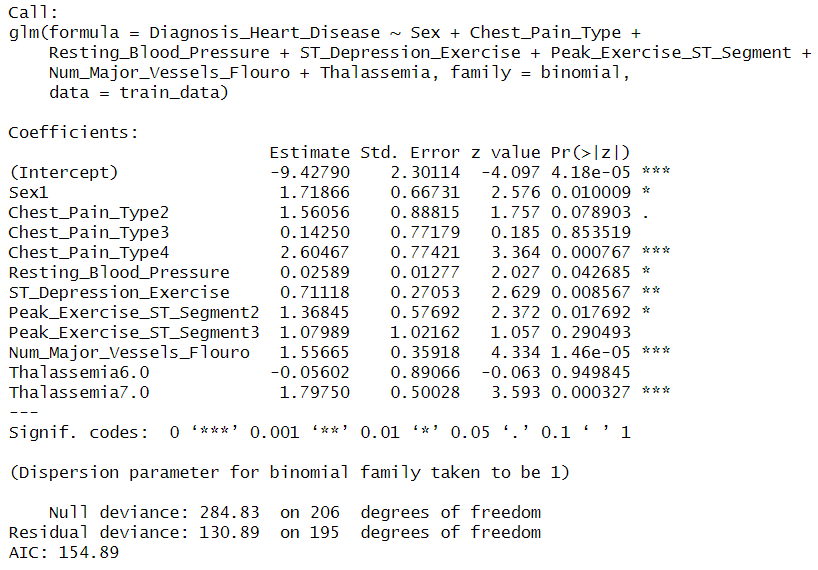 Call:
glm(formula = Diagnosis_Heart_Disease ~ Sex + Chest_Pain_Type +
    Resting_Blood_Pressure + ST_Depression_Exercise + Peak_Exercise_ST_Segment +
    Num_Major_Vessels_Flouro + Thalassemia, family = binomial,
    data = train_data)

Coefficients:
                          Estimate Std. Error z value Pr(>|z|)
(Intercept)               -9.42790    2.30114  -4.097 4.18e-05 ***
Sex1                       1.71866    0.66731   2.576 0.010009 *
Chest_Pain_Type2           1.56056    0.88815   1.757 0.078903 .
Chest_Pain_Type3           0.14250    0.77179   0.185 0.853519
Chest_Pain_Type4           2.60467    0.77421   3.364 0.000767 ***
Resting_Blood_Pressure     0.02589    0.01277   2.027 0.042685 *
ST_Depression_Exercise     0.71118    0.27053   2.629 0.008567 **
Peak_Exercise_ST_Segment2  1.36845    0.57692   2.372 0.017692 *
Peak_Exercise_ST_Segment3  1.07989    1.02162   1.057 0.290493
Num_Major_Vessels_Flouro   1.55665    0.35918   4.334 1.46e-05 ***
Thalassemia6.0            -0.05602    0.89066  -0.063 0.949845
Thalassemia7.0             1.79750    0.50028   3.593 0.000327 ***
---
Signif. codes:  0 ‘***’ 0.001 ‘**’ 0.01 ‘*’ 0.05 ‘.’ 0.1 ‘ ’ 1

(Dispersion parameter for binomial family taken to be 1)

    Null deviance: 284.83  on 206  degrees of freedom
Residual deviance: 130.89  on 195  degrees of freedom
AIC: 154.89